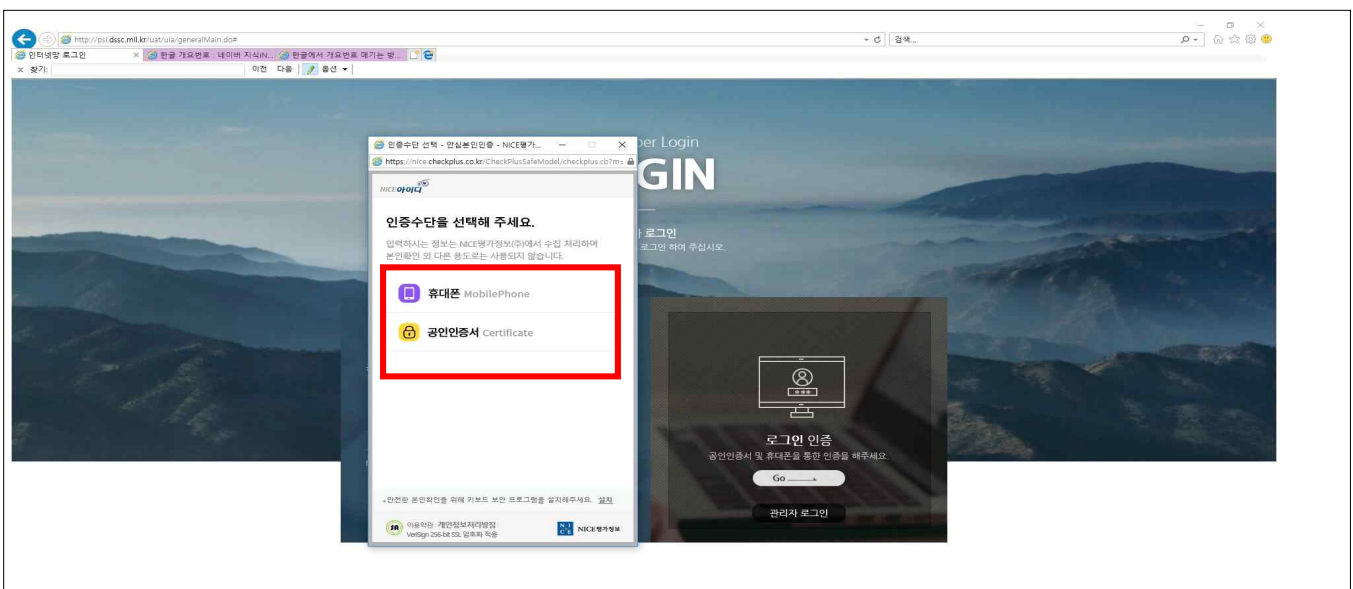 http://psi.dssc.mil.kr/uat/uia/generalMain.do#
검색...
인터넷망 로그인
한글 개요번호 : 네이버 지식iN...
한글에서 개요번호 매기는 방...
찾기:
이전 다음 옵션
인증수단 선택 - 안심본인인증 - NICE평가...
https://nice.checkplus.co.kr/CheckPlusSafeModel/checkplus.cb?m=
per Login
GIN
NICE아이디
인증수단을 선택해 주세요.
입력하시는 정보는 NICE평가정보(주)에서 수집 처리하며
본인확인 외 다른 용도로는 사용되지 않습니다.
로그인
로그인 하여 주십시오.
휴대폰 MobilePhone
공인인증서 Certificate
로그인 인증
공인인증서 및 휴대폰을 통한 인증을 해주세요.
Go
관리자 로그인
안전한 본인확인을 위해 키보드 보안 프로그램을 설치해주세요. 설치
이용약관 개인정보처리방침
VeriSign 256-bit SSL 암호화 적용
NICE NICE평가정보